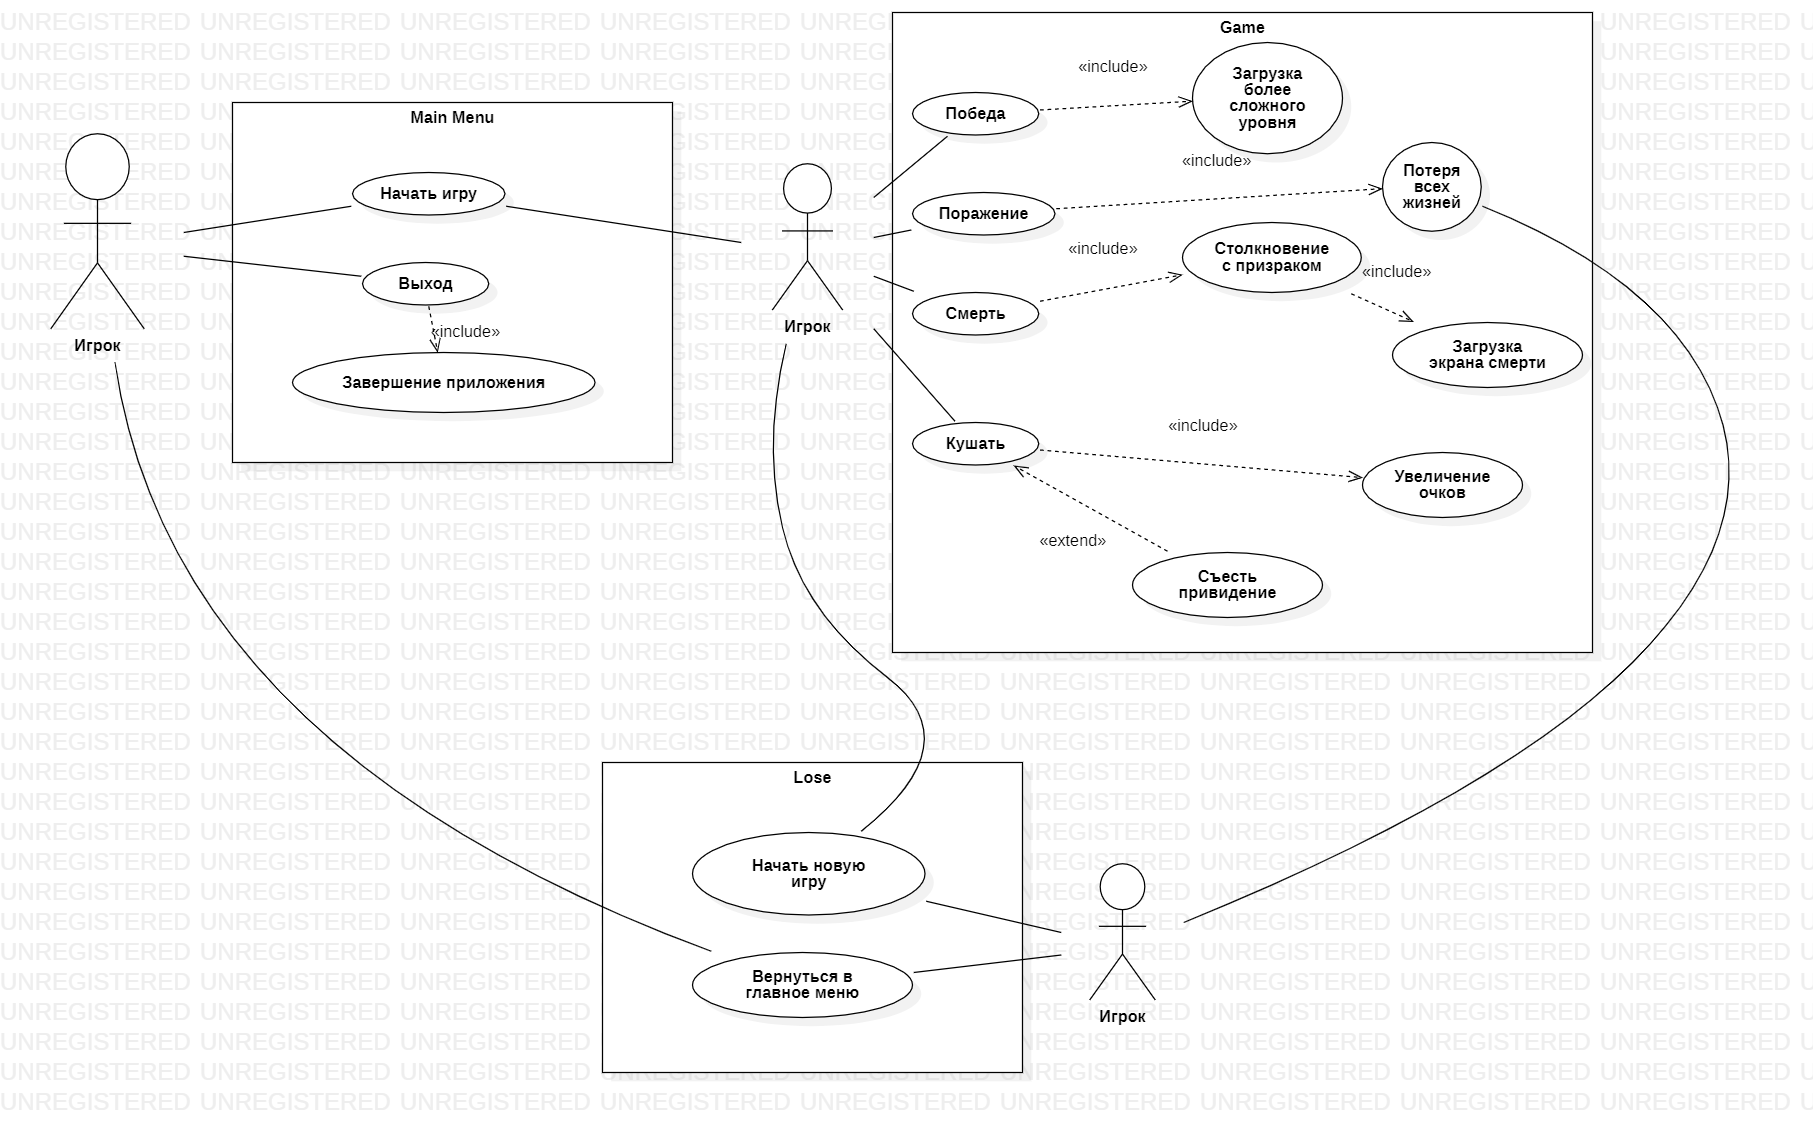 Main Menu
Начать игру
Выход
«include»
Завершение приложения
Игрок
Game
Победа
«include»
Загрузка
более
сложного
уровня
Поражение
«include»
Потеря
всех
жизней
Смерть
«include»
Столкновение
с призраком
«include»
Загрузка
экрана смерти
Кушать
«include»
Увеличение
очков
«extend»
Съесть
привидение
Игрок
Lose
Начать новую
игру
Вернуться в
главное меню
Игрок
UNREGISTERED